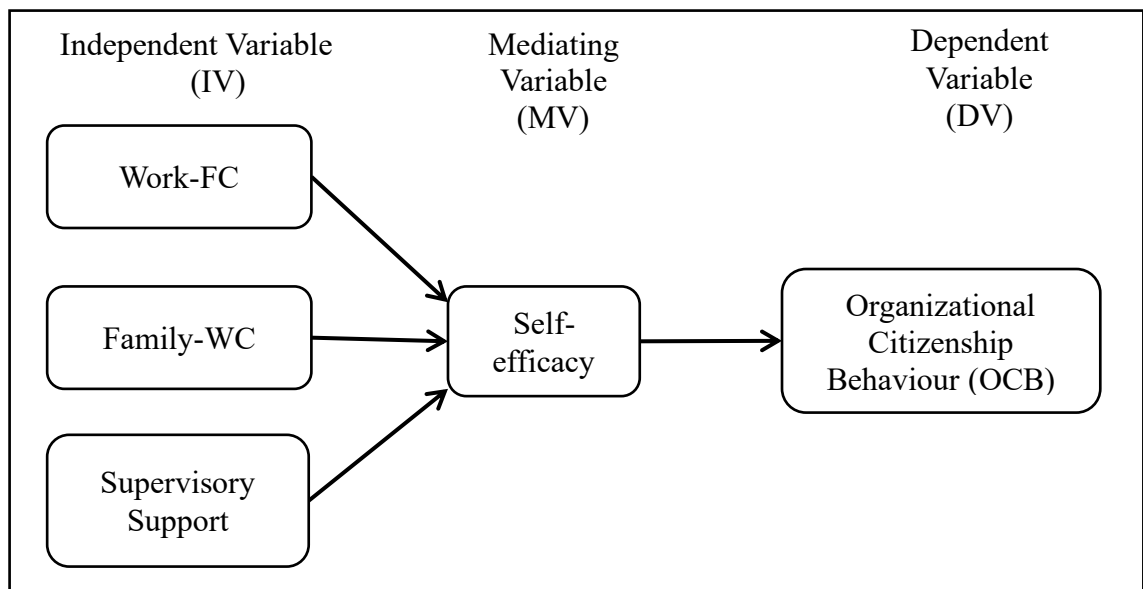 Independent Variable
(IV)
Mediating
Variable
(MV)
Dependent
Variable
(DV)
Work-FC
Family-WC
Supervisory
Support
Self-
efficacy
Organizational
Citizenship
Behaviour (OCB)